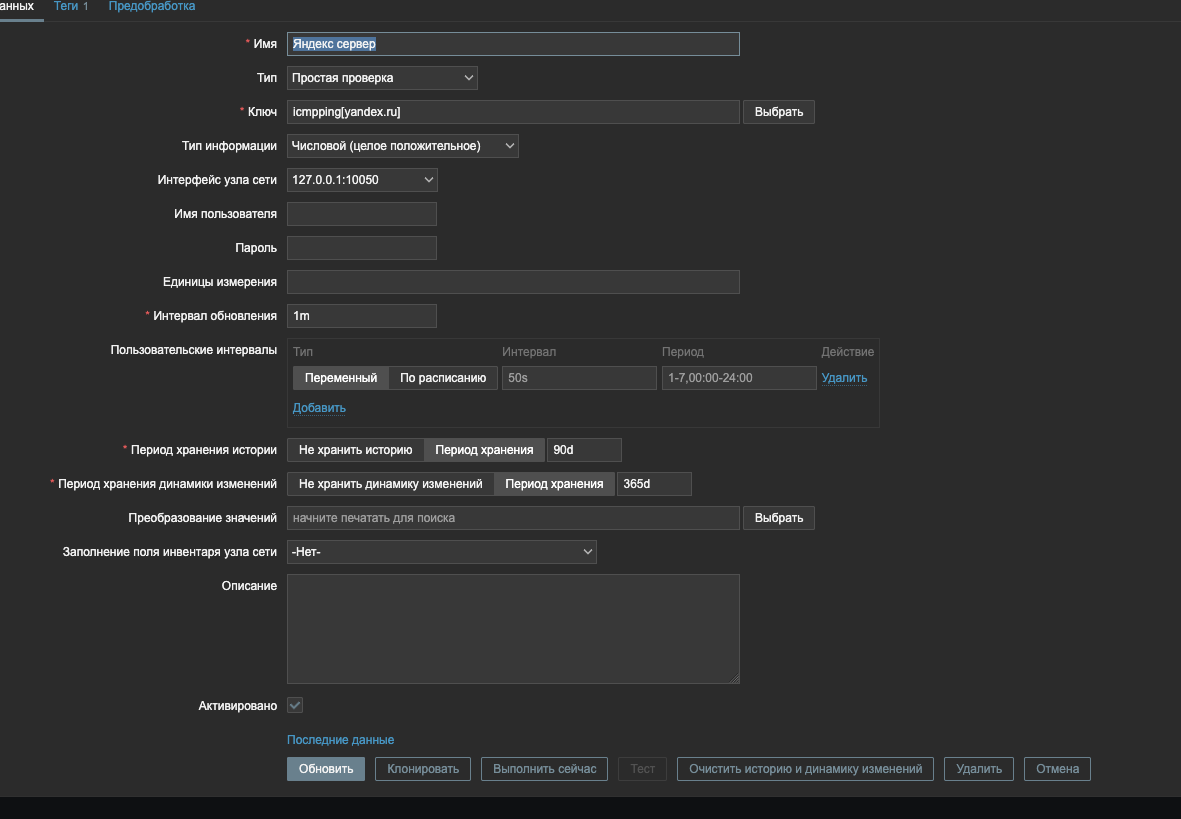 анных Теги 1 Предобработка
* Имя Яндекс сервер
Тип Простая проверка
* Ключ icmpping[yandex.ru] Выбрать
Тип информации Числовой (целое положительное)
Интерфейс узла сети 127.0.0.1:10050
Имя пользователя
Пароль
Единицы измерения
* Интервал обновления 1m
Пользовательские интервалы Тип Интервал Период Действие
Переменный По расписанию 50s 1-7,00:00-24:00 Удалить
Добавить
* Период хранения истории Не хранить историю Период хранения 90d
* Период хранения динамики изменений Не хранить динамику изменений Период хранения 365d
Преобразование значений начните печатать для поиска Выбрать
Заполнение поля инвентаря узла сети -Нет-
Описание
Активировано
Последние данные
Обновить Клонировать Выполнить сейчас Тест Очистить историю и динамику изменений Удалить Отмена